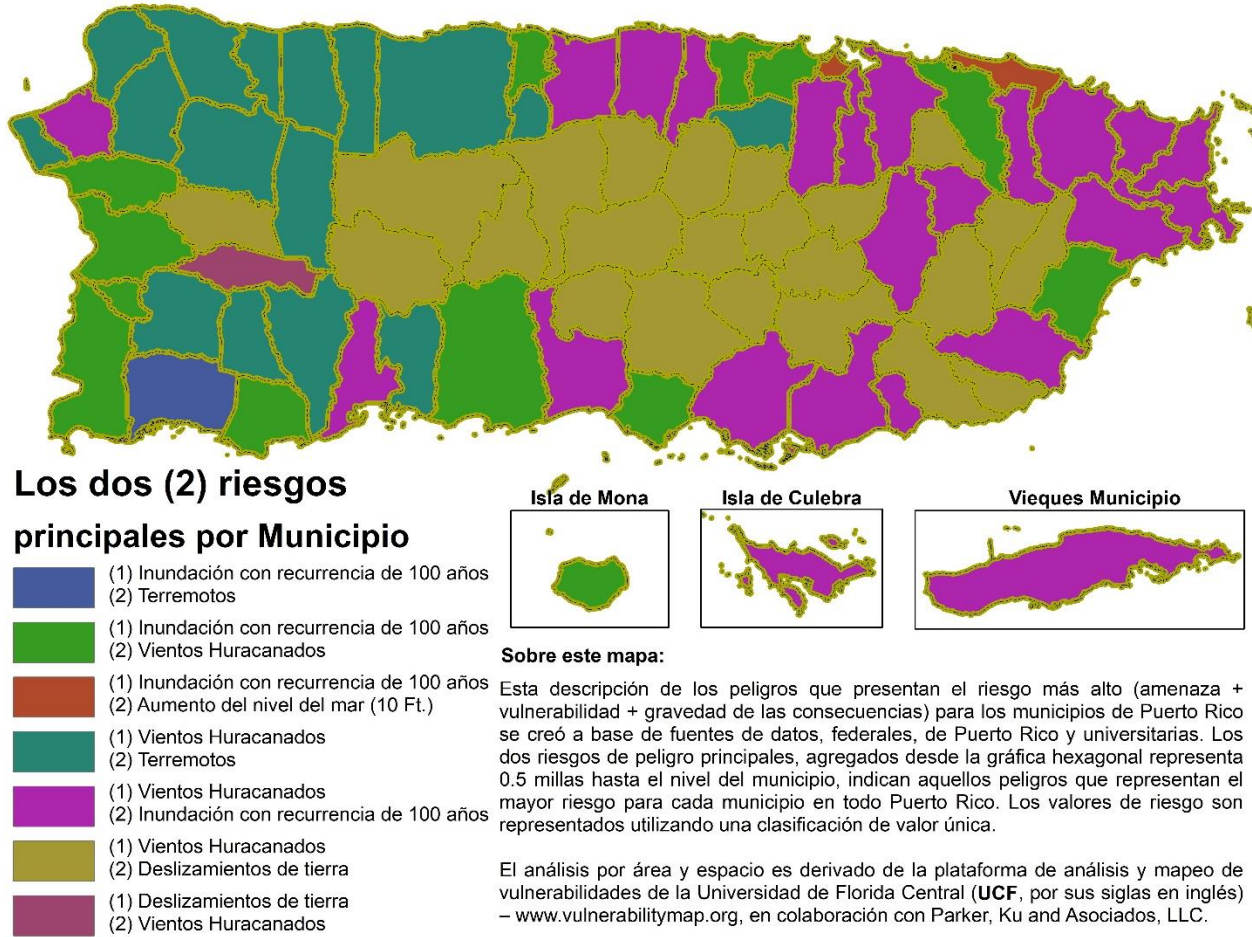 Los dos (2) riesgos
principales por Municipio
(1) Inundación con recurrencia de 100 años
(2) Terremotos
(1) Inundación con recurrencia de 100 años
(2) Vientos Huracanados
(1) Inundación con recurrencia de 100 años
(2) Aumento del nivel del mar (10 Ft.)
(1) Vientos Huracanados
(2) Terremotos
(1) Vientos Huracanados
(2) Inundación con recurrencia de 100 años
(1) Vientos Huracanados
(2) Deslizamientos de tierra
(1) Deslizamientos de tierra
(2) Vientos Huracanados
Isla de Mona
Isla de Culebra
Vieques Municipio
Sobre este mapa:
Esta descripción de los peligros que presentan el riesgo más alto (amenaza +
vulnerabilidad + gravedad de las consecuencias) para los municipios de Puerto Rico
se creó a base de fuentes de datos, federales, de Puerto Rico y universitarias. Los
dos riesgos de peligro principales, agregados desde la gráfica hexagonal representa
0.5 millas hasta el nivel del municipio, indican aquellos peligros que representan el
mayor riesgo para cada municipio en todo Puerto Rico. Los valores de riesgo son
representados utilizando una clasificación de valor única.
El análisis por área y espacio es derivado de la plataforma de análisis y mapeo de
vulnerabilidades de la Universidad de Florida Central (UCF, por sus siglas en inglés)
– www.vulnerabilitymap.org, en colaboración con Parker, Ku and Asociados, LLC.